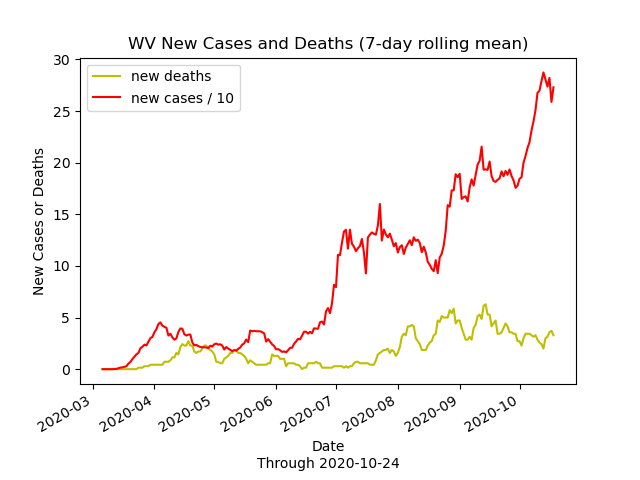 WV New Cases and Deaths (7-day rolling mean)
new deaths
new cases / 10
New Cases or Deaths
30
25
20
15
10
5
0
2020-03
2020-04
2020-05
2020-06
2020-07
2020-08
2020-09
2020-10
Date
Through 2020-10-24